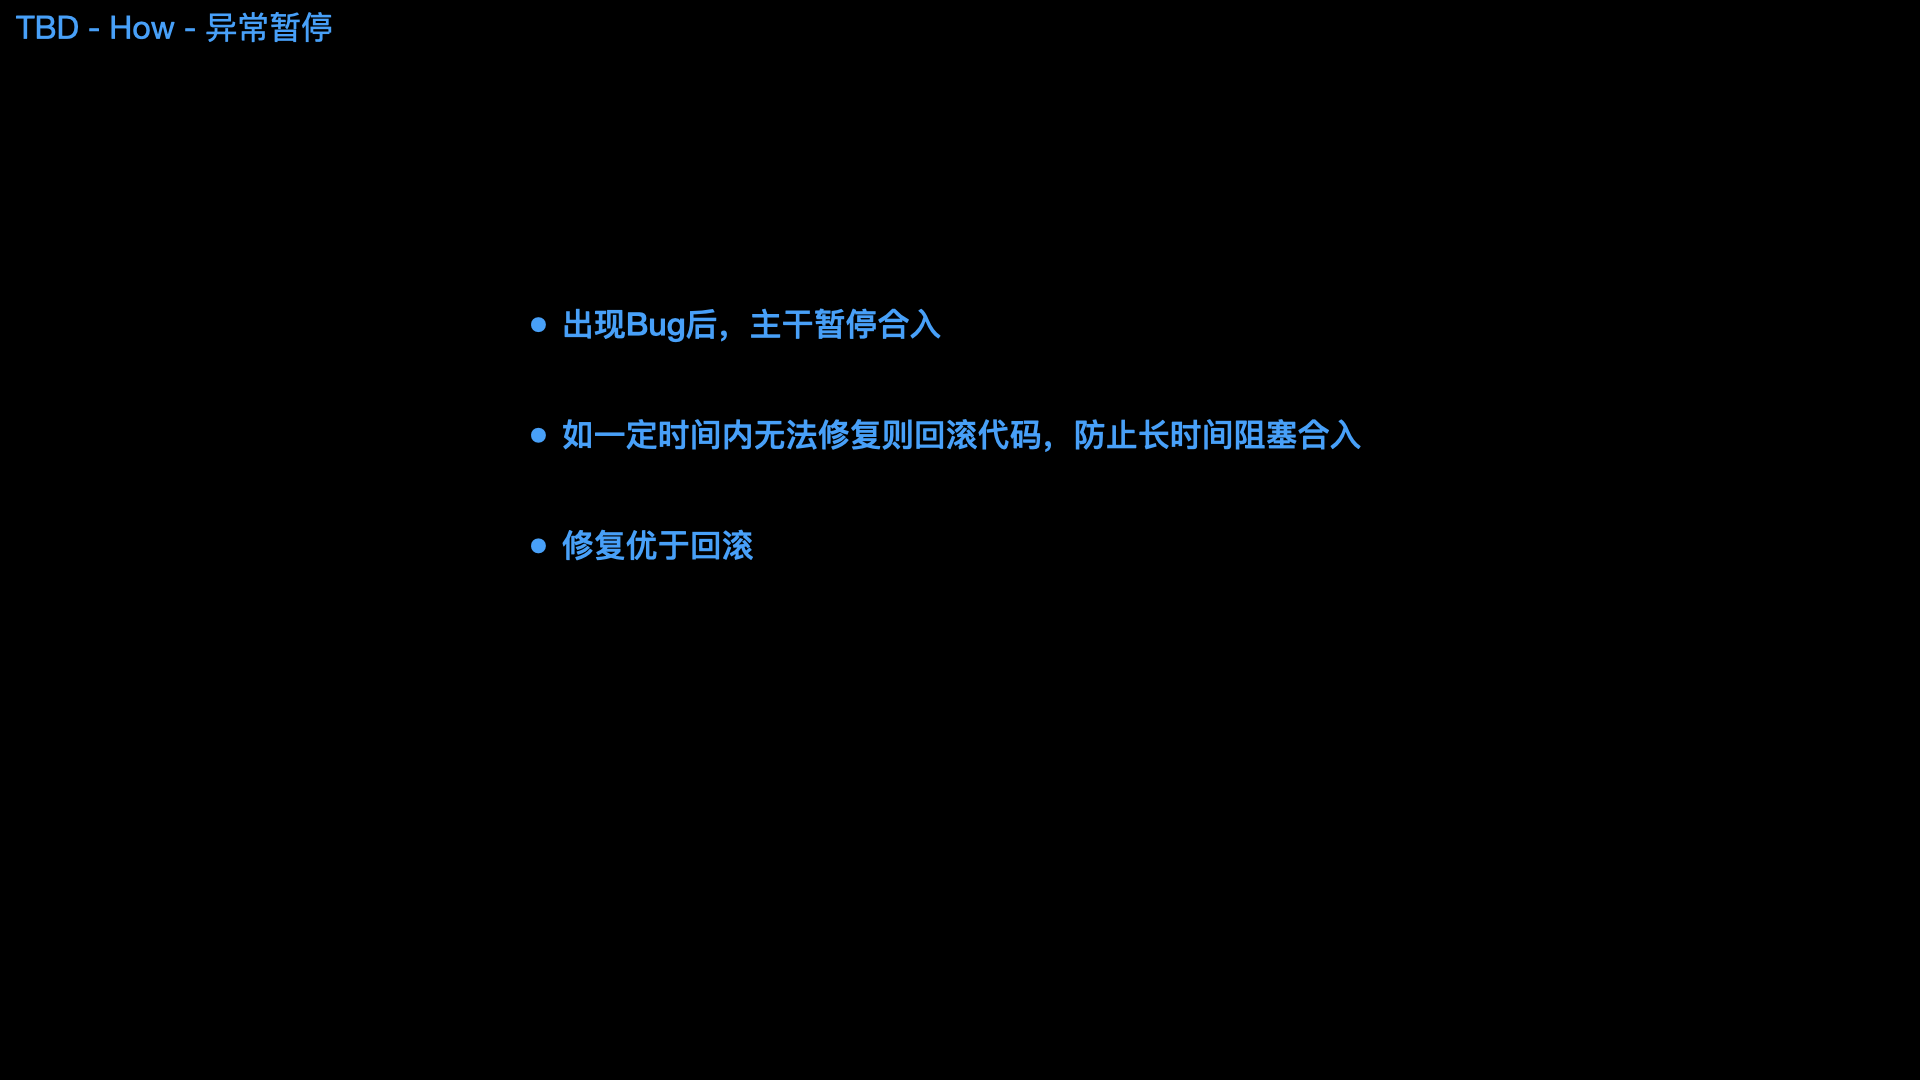 TBD - How - 异常暂停
● 出现Bug后，主干暂停合入
● 如一定时间内无法修复则回滚代码，防止长时间阻塞合入
● 修复优于回滚